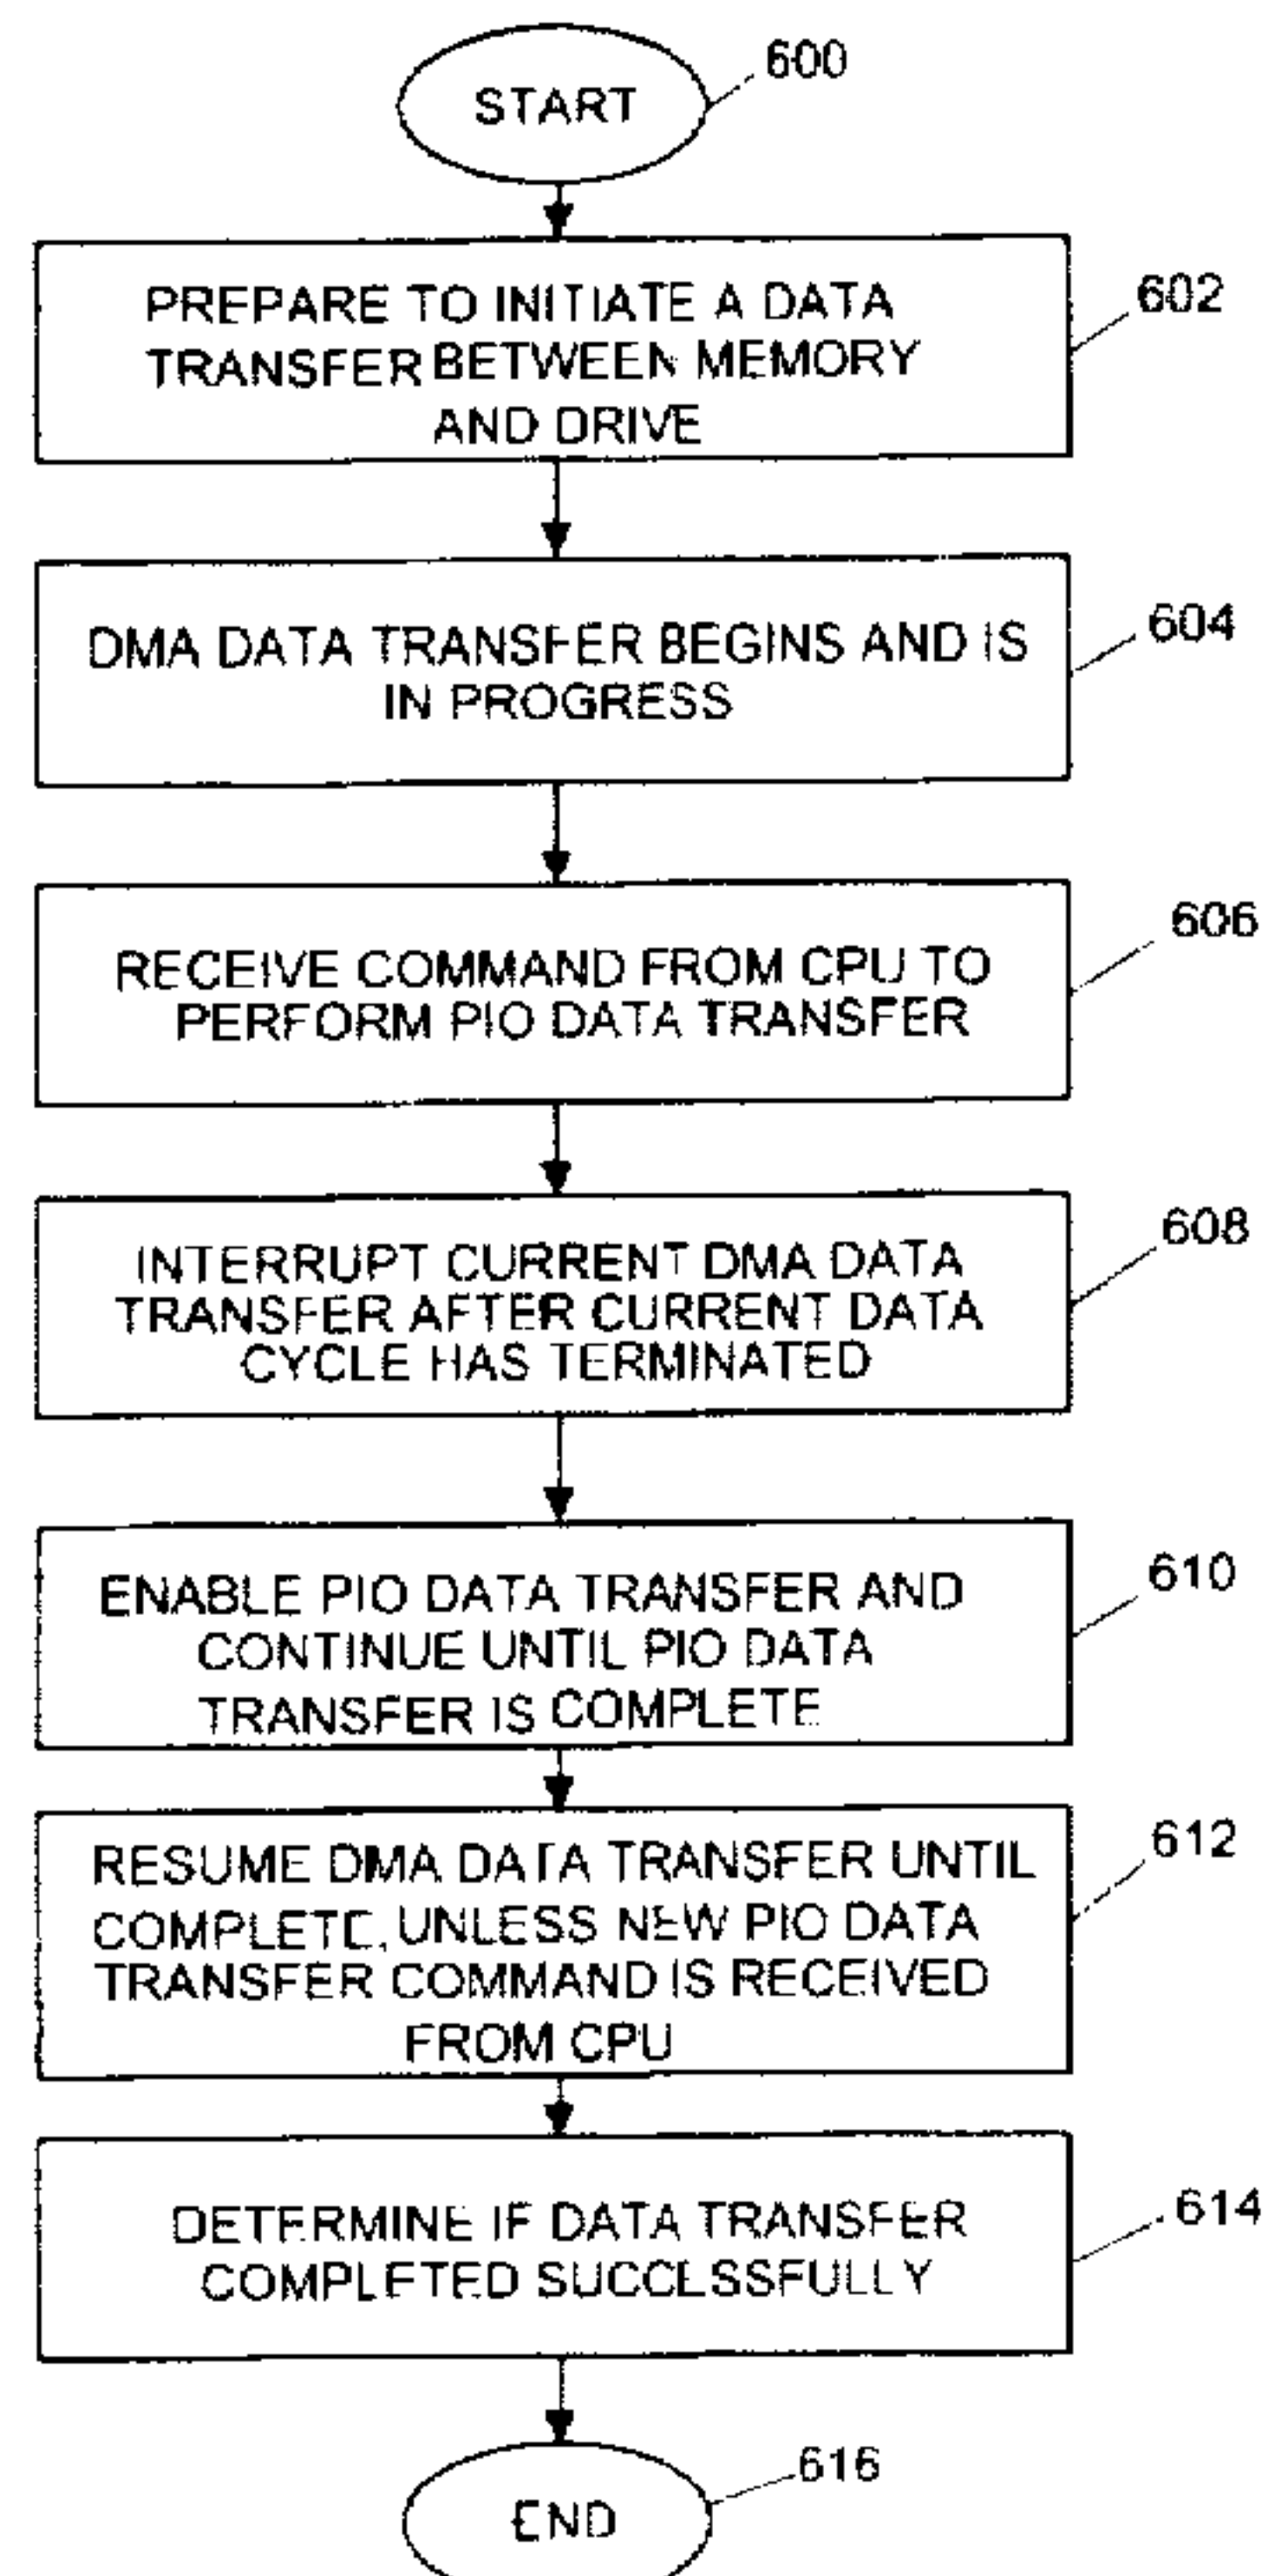 START
600
PREPARE TO INITIATE A DATA
TRANSFER BETWEEN MEMORY
AND DRIVE
602
DMA DATA TRANSFER BEGINS AND IS
IN PROGRESS
604
RECEIVE COMMAND FROM CPU TO
PERFORM PIO DATA TRANSFER
606
INTERRUPT CURRENT DMA DATA
TRANSFER AFTER CURRENT DATA
CYCLE HAS TERMINATED
608
ENABLE PIO DATA TRANSFER AND
CONTINUE UNTIL PIO DATA
TRANSFER IS COMPLETE
610
RESUME DMA DATA TRANSFER UNTIL
COMPLETE, UNLESS NEW PIO DATA
TRANSFER COMMAND IS RECEIVED
FROM CPU
612
DETERMINE IF DATA TRANSFER
COMPLETED SUCCESSFULLY
614
END
616